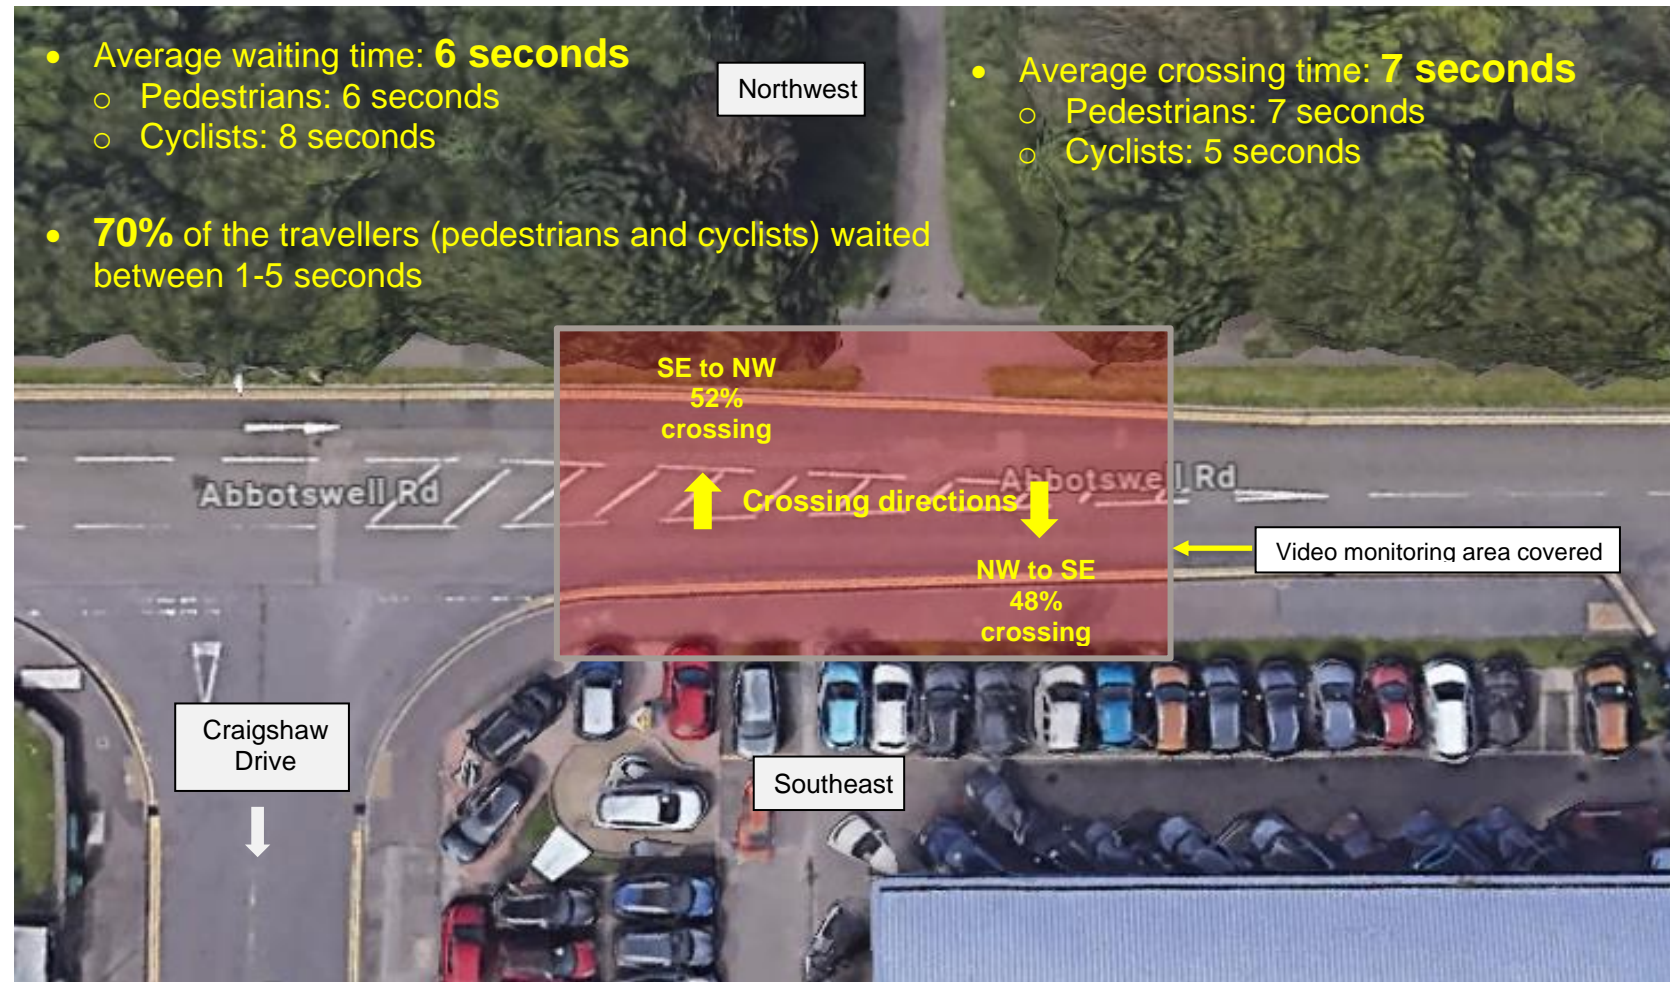 • Average waiting time: 6 seconds
o Pedestrians: 6 seconds
o Cyclists: 8 seconds
• 70% of the travellers (pedestrians and cyclists) waited
between 1-5 seconds
Northwest
• Average crossing time: 7 seconds
o Pedestrians: 7 seconds
o Cyclists: 5 seconds
SE to NW
52%
crossing
Abbotswell Rd
Crossing directions
Abbotswell Rd
NW to SE
48%
crossing
Video monitoring area covered
Craigshaw
Drive
Southeast